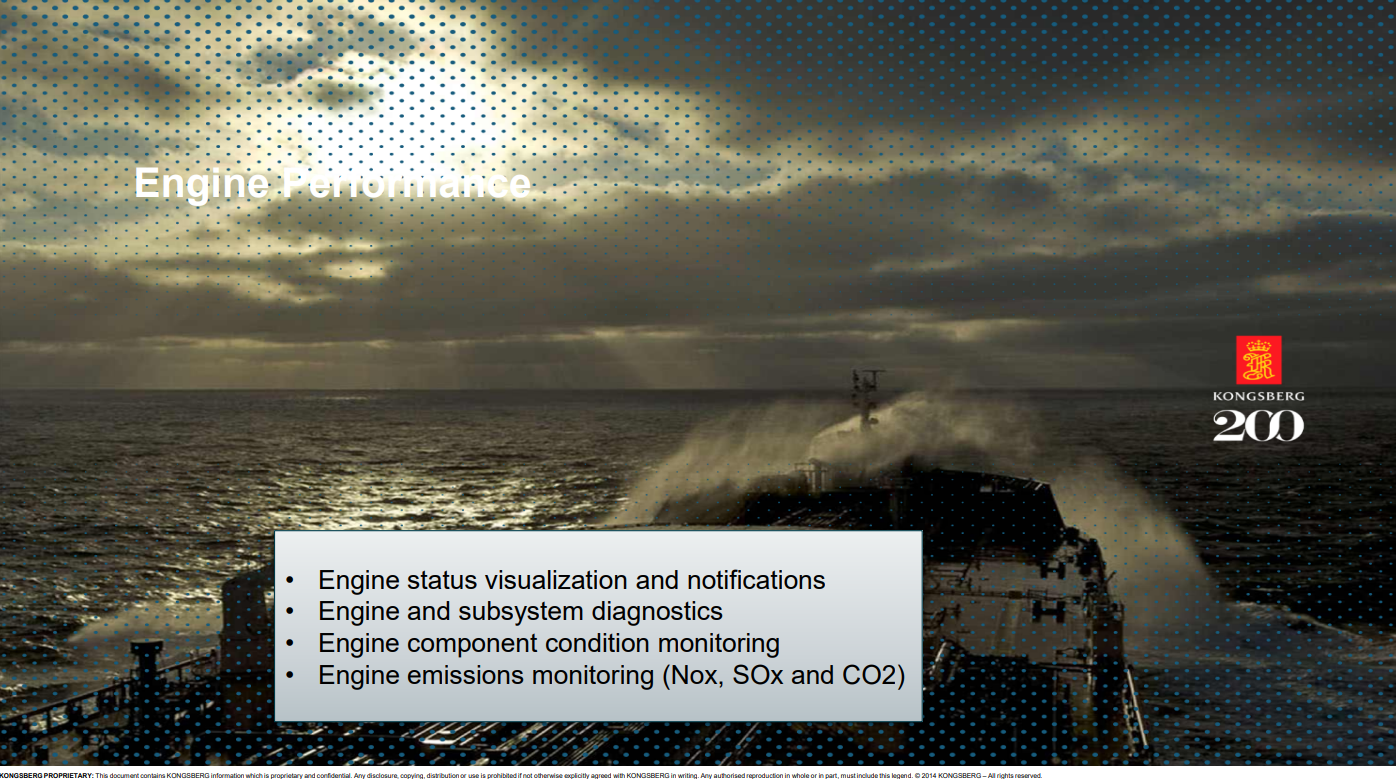 Engine Performance
KONGSBERG
200
• Engine status visualization and notifications
• Engine and subsystem diagnostics
• Engine component condition monitoring
• Engine emissions monitoring (Nox, SOx and CO2)
KONGSBERG PROPRIETARY: This document contains KONGSBERG information which is proprietary and confidential. Any disclosure, copying, distribution or use is prohibited if not otherwise explicitly agreed with KONGSBERG in writing. Any authorised reproduction in whole or in part, must include this legend. © 2014 KONGSBERG – All rights reserved.